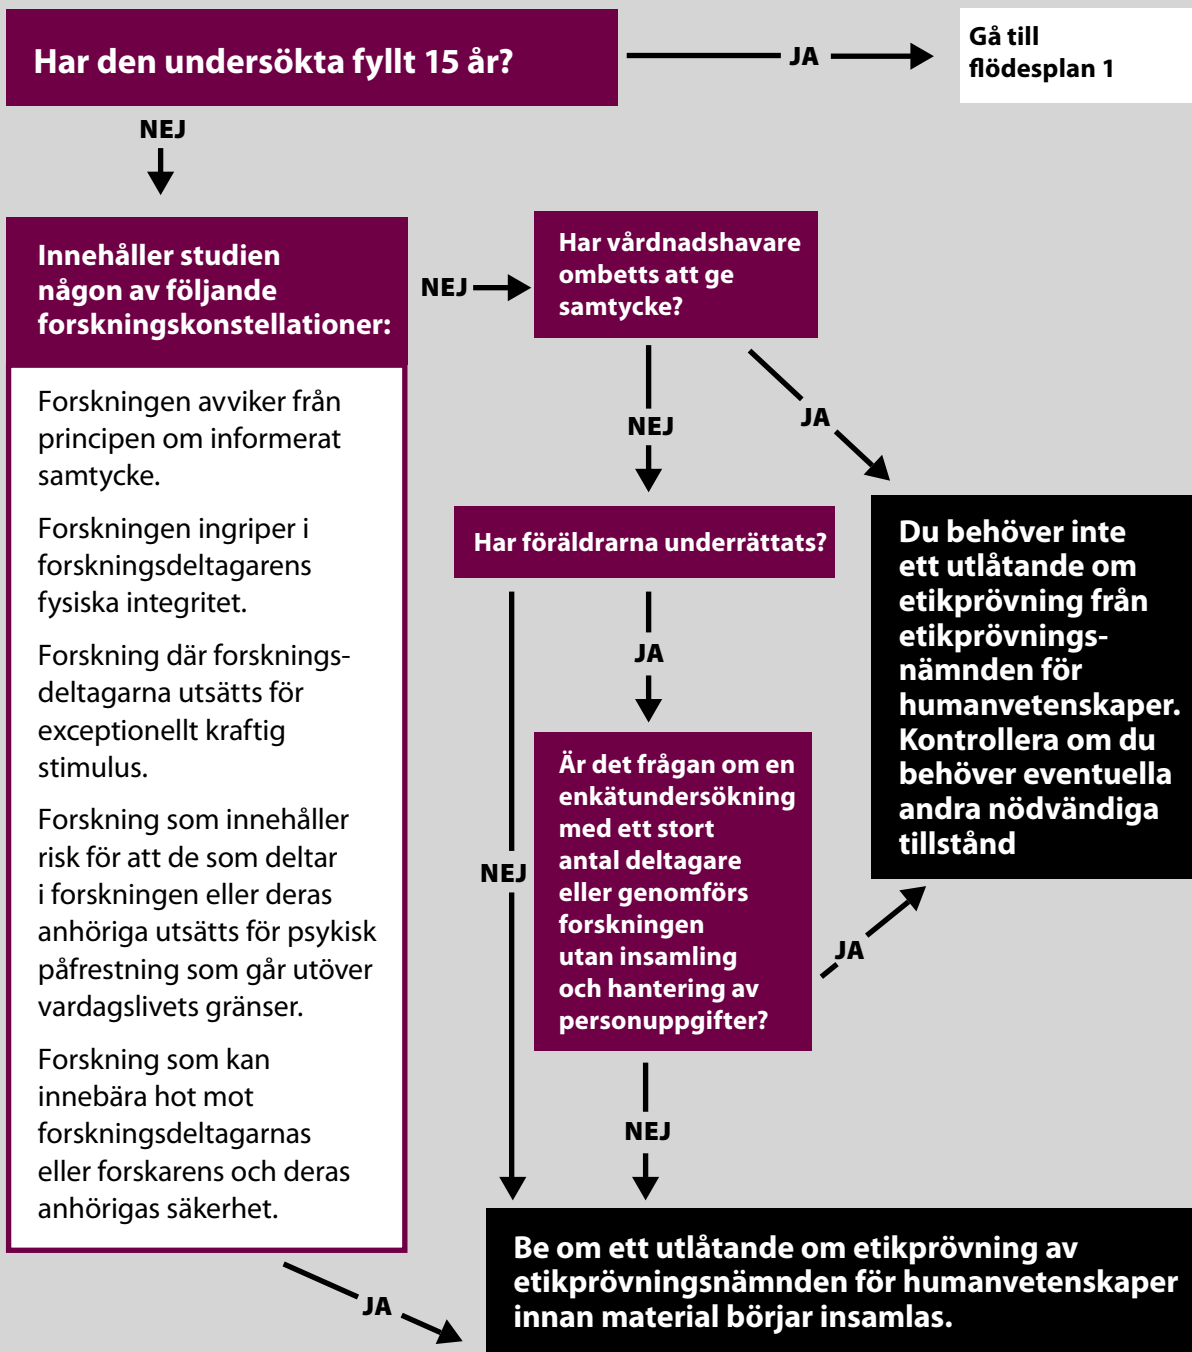 Har den undersökta fyllt 15 år?
JA
Gå till
flödesplan 1
NEJ
Innehåller studien
någon av följande
forskningskonstellationer:
Forskningen avviker från
principen om informerat
samtycke.
Forskningen ingriper i
forskningsdeltagarens
fysiska integritet.
Forskning där forsknings-
deltagarna utsätts för
exceptionellt kraftig
stimulus.
Forskning som innehåller
risk för att de som deltar
i forskningen eller deras
anhöriga utsätts för psykisk
påfrestning som går utöver
vardagslivets gränser.
Forskning som kan
innebära hot mot
forskningsdeltagarnas
eller forskarens och deras
anhörigas säkerhet.
NEJ
Har vårdnadshavare
ombetts att ge
samtycke?
NEJ
JA
Har föräldrarna underrättats?
JA
NEJ
Är det frågan om en
enkätundersökning
med ett stort
antal deltagare
eller genomförs
forskningen
utan insamling
och hantering av
personuppgifter?
JA
NEJ
Du behöver inte
ett utlåtande om
etikprövning från
etikprövnings-
nämnden för
humanvetenskaper.
Kontrollera om du
behöver eventuella
andra nödvändiga
tillstånd
JA
Be om ett utlåtande om etikprövning av
etikprövningsnämnden för humanvetenskaper
innan material börjar insamlas.